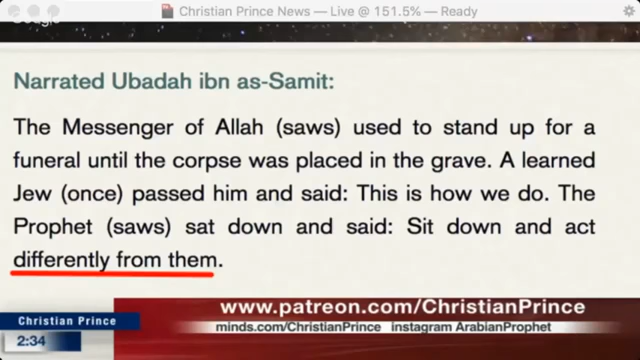 Christian Prince News — Live @ 151.5% — Ready
Google
Narrated Ubadah ibn as-Samit:
The Messenger of Allah (saws) used to stand up for a
funeral until the corpse was placed in the grave. A learned
Jew (once) passed him and said: This is how we do. The
Prophet (saws) sat down and said: Sit down and act
differently from them.
www.patreon.com/ChristianPrince
Christian Prince
minds.com/ChristianPrince instagram ArabianProphet
2:34